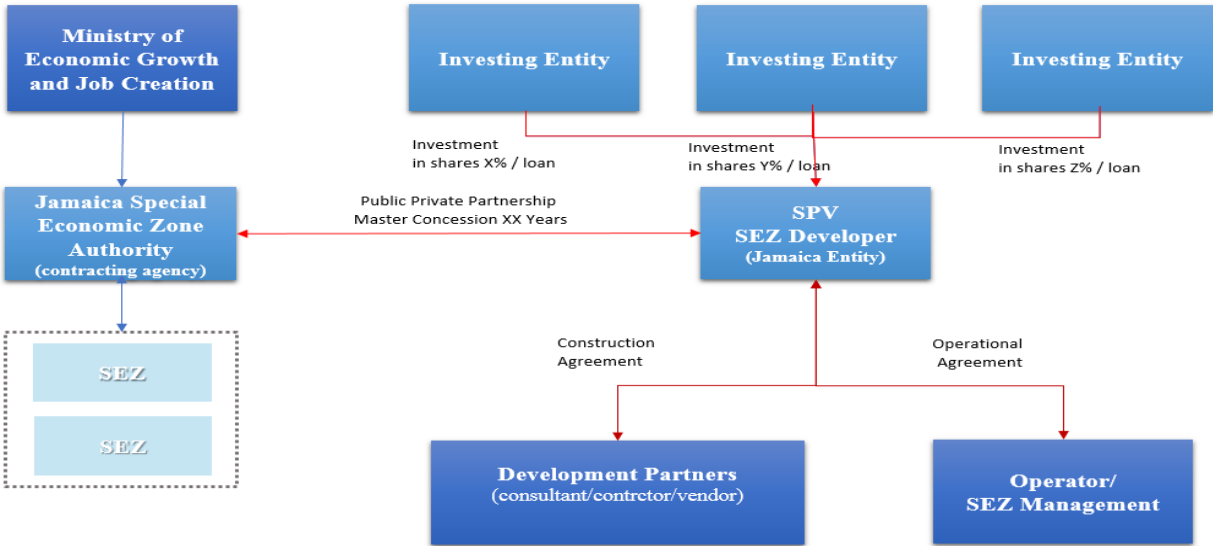 Ministry of
Economic Growth
and Job Creation
Investing Entity
Investing Entity
Investing Entity
Investment
in shares X% / loan
Investment
in shares Y% / loan
Investment
in shares Z% / loan
Jamaica Special
Economic Zone
Authority
(contracting agency)
Public Private Partnership
Master Concession XX Years
SPV
SEZ Developer
(Jamaica Entity)
SEZ
SEZ
Construction
Agreement
Operational
Agreement
Development Partners
(consultant/contrctor/vendor)
Operator/
SEZ Management